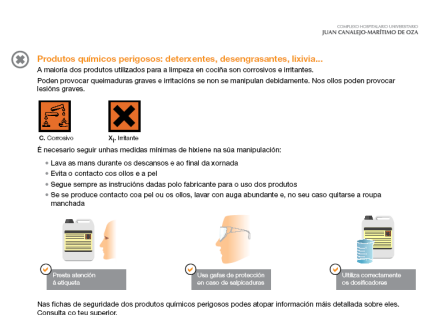 COMPLEXO HOSPITALARIO UNIVERSITARIO
JUAN CANALEJO-MARÍTIMO DE OZA
Produtos químicos perigosos: deterxentes, desengrasantes, lixivia...
A maioría dos produtos utilizados para a limpeza en cociña son corrosivos e irritantes.
Poden provocar queimaduras graves e irritacións se non se manipulan debidamente. Nos ollos poden provocar
lesións graves.
C. Corrosivo
Xi. Irritante
É necesario seguir unhas medidas mínimas de hixiene na súa manipulación:
• Lava as mans durante os descansos e ao final da xornada
• Evita o contacto cos ollos e a pel
• Segue sempre as instrucións dadas polo fabricante para o uso dos produtos
• Se se produce contacto coa pel ou os ollos, lavar con auga abundante e, no seu caso quitarse a roupa
manchada
Presta atención
á etiqueta
Usa gafas de protección
en caso de salpicaduras
Utiliza correctamente
os dosificadores
Nas fichas de seguridade dos produtos químicos perigosos podes atopar información máis detallada sobre eles.
Consulta co teu superior.